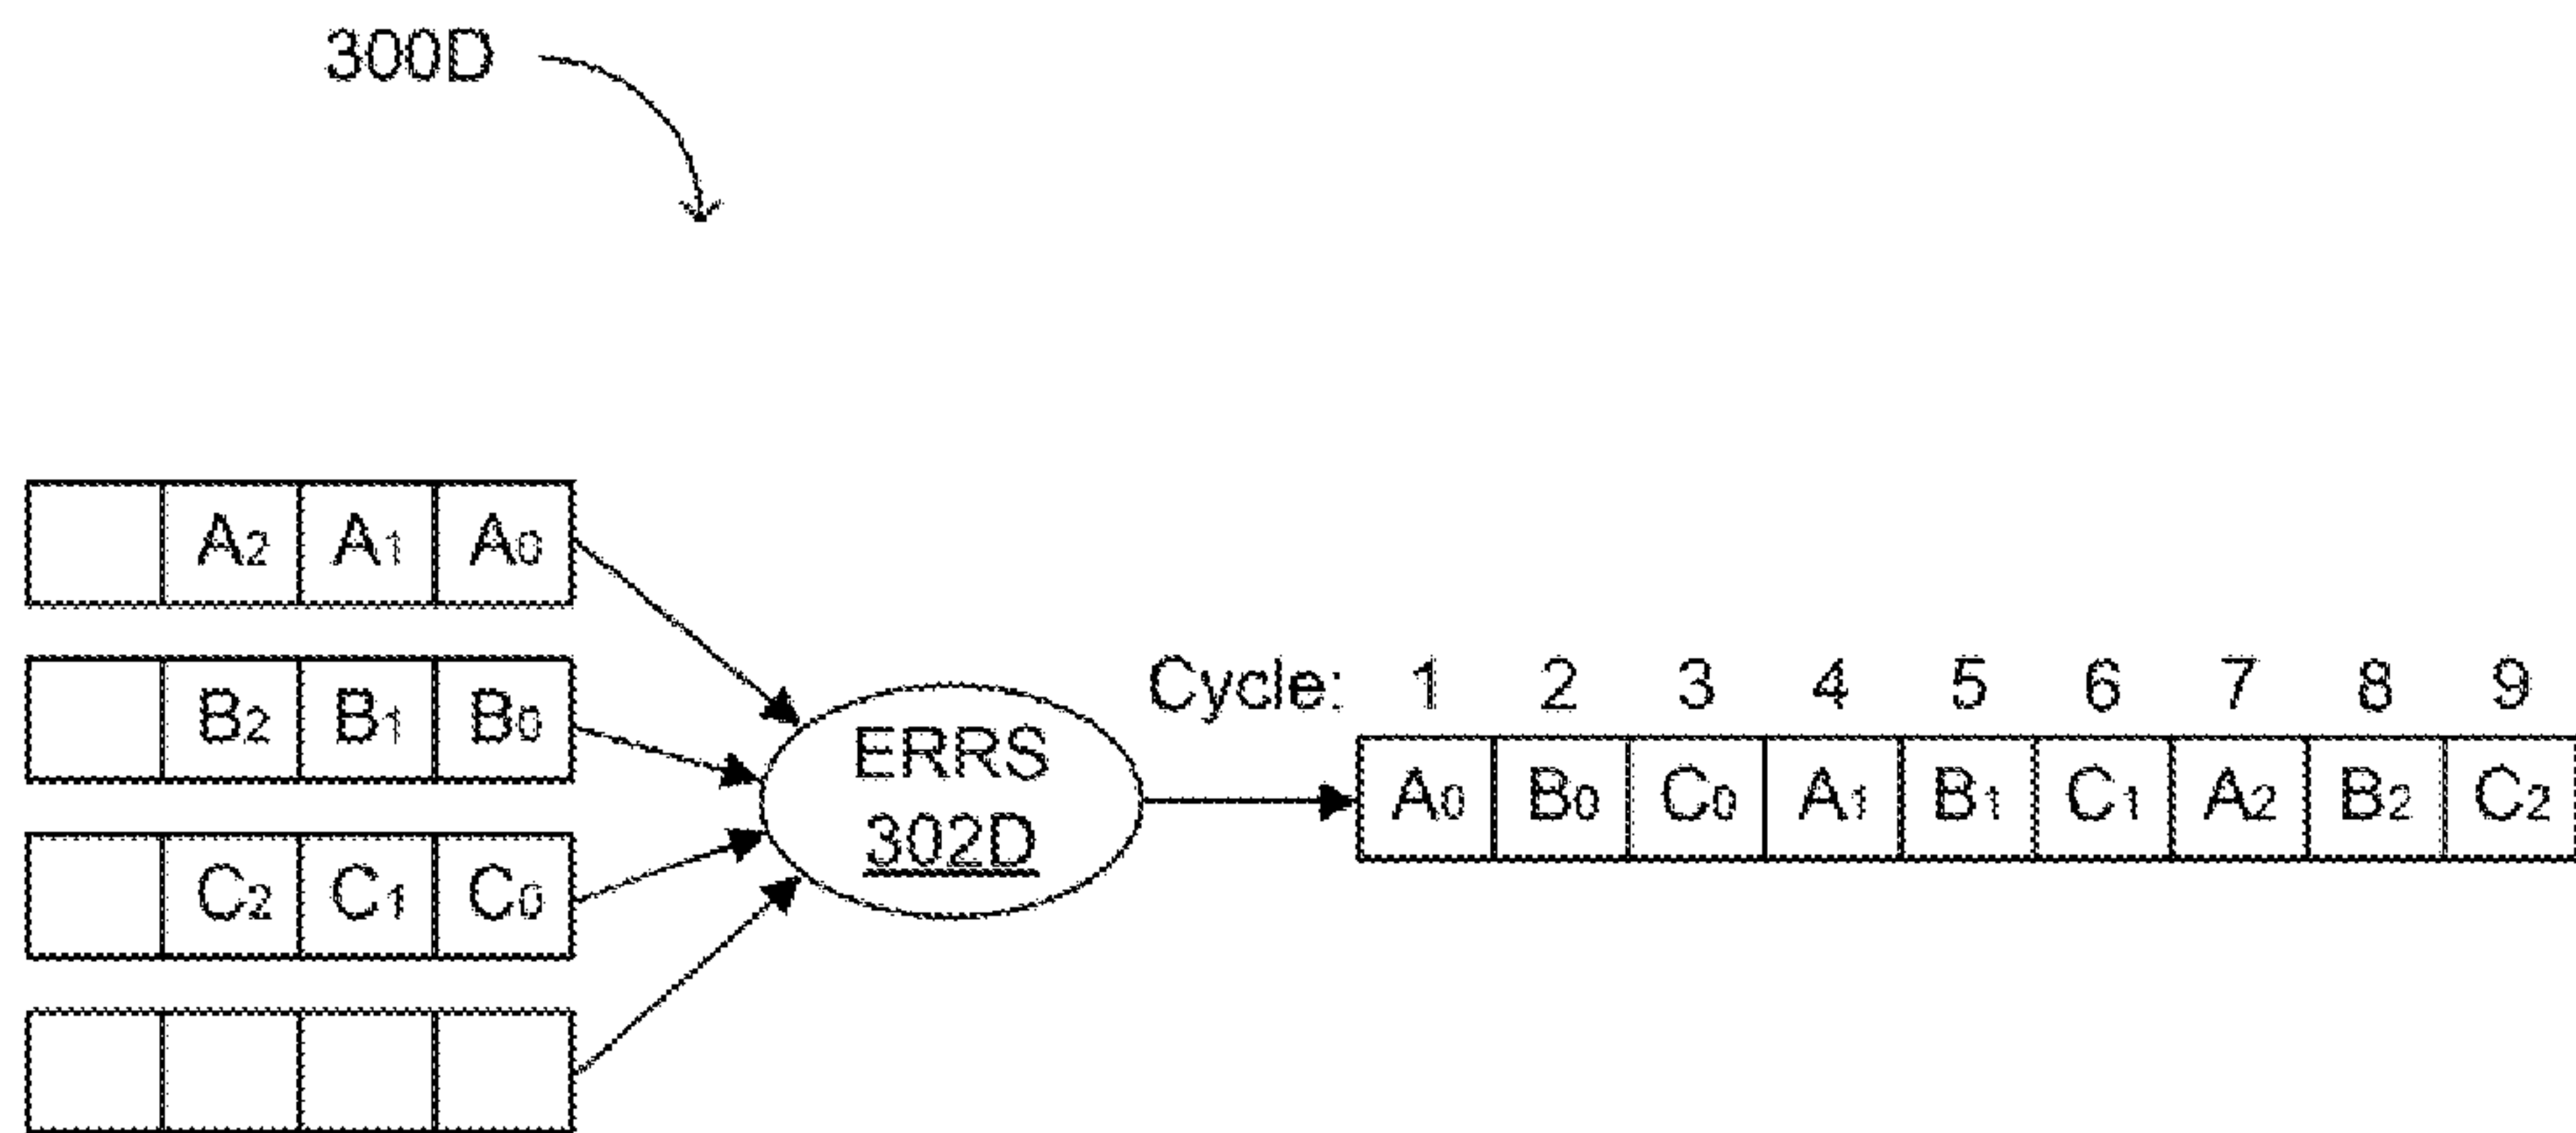 300D
A2 A1 A0
B2 B1 B0
C2 C1 C0
ERRS
302D
Cycle: 1 2 3 4 5 6 7 8 9
A0 B0 C0 A1 B1 C1 A2 B2 C2